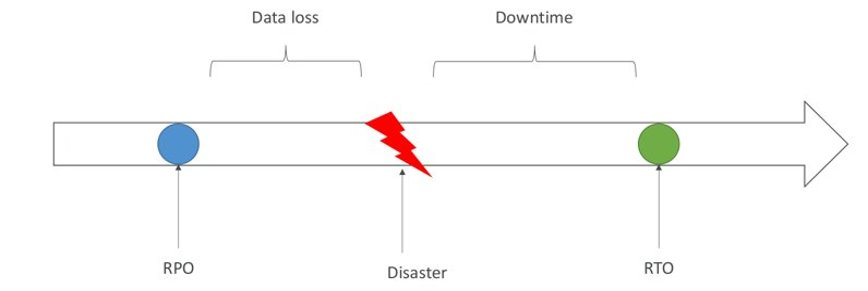 Data loss
Downtime
RPO
Disaster
RTO